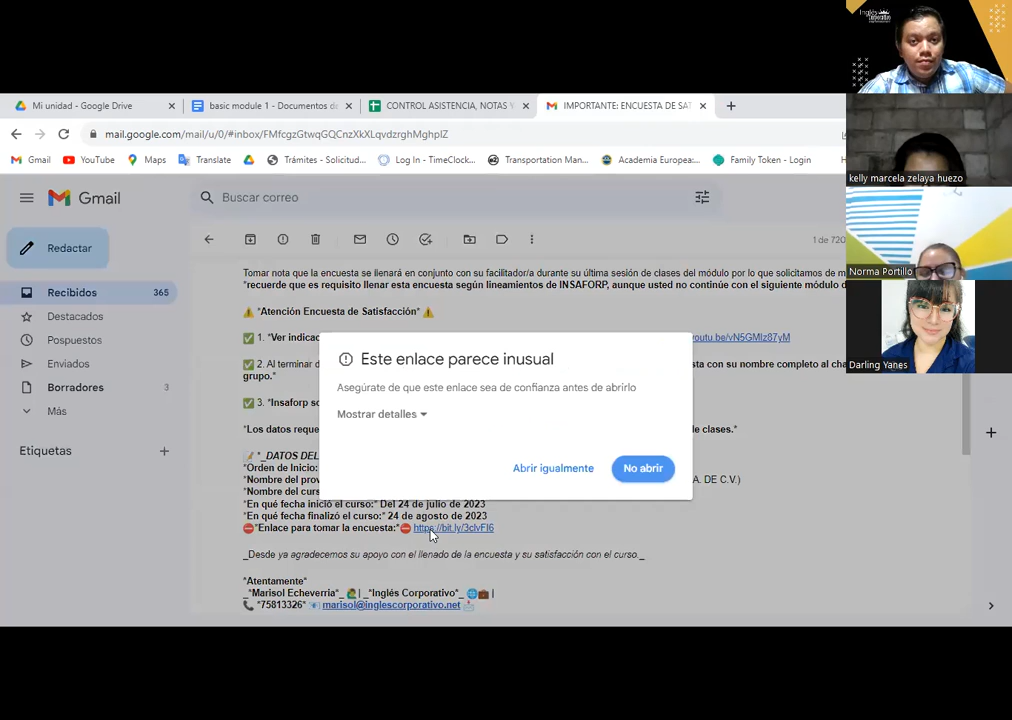 Inglés
Corporativo
Mi unidad - Google Drive
basic module 1 - Documentos de
CONTROL ASISTENCIA, NOTAS Y
IMPORTANTE: ENCUESTA DE SAT
mail.google.com/mail/u/0/#inbox/FMfcgzGtwqGQCnzXkXLqvdzrghMghplZ
Gmail
YouTube
Maps
Translate
Trámites - Solicitud...
Log In - TimeClock...
Transportation Man...
Academia Europea:...
Family Token - Login
kelly marcela zelaya huezo
Gmail
Buscar correo
Redactar
1 de 720
Recibidos 365
Destacados
Pospuestos
Enviados
Borradores 3
Más
Etiquetas
Tomar nota que la encuesta se llenará en conjunto con su facilitador/a durante su última sesión de clases del módulo por lo que solicitamos de m
*recuerde que es requisito llenar esta encuesta según lineamientos de INSAFORP, aunque usted no continúe con el siguiente módulo d
⚠️ *Atención Encuesta de Satisfacción* ⚠️
✅ 1. *Ver indicac youtu.be/vN5GMlz87yM
✅ 2. Al terminar d sta con su nombre completo al cha
grupo.*
✅ 3. *Insaforp so
*Los datos reque de clases.*
📝 *_DATOS DEL
*Orden de Inicio:
*Nombre del prov A. DE C.V.)
*Nombre del curs
*En qué fecha inició el curso:* Del 24 de julio de 2023
*En qué fecha finalizó el curso:* 24 de agosto de 2023
⛔*Enlace para tomar la encuesta:*⛔ https://bit.ly/3clvFI6
_Desde ya agradecemos su apoyo con el llenado de la encuesta y su satisfacción con el curso._
*Atentamente*
_*Marisol Echeverria*_ | _*Inglés Corporativo*_ 🌐💼 |
📞 *75813326* 📧 marisol@inglescorporativo.net 📩
Este enlace parece inusual
Asegúrate de que este enlace sea de confianza antes de abrirlo
Mostrar detalles
Abrir igualmente
No abrir
Norma Portillo
Darling Yanes